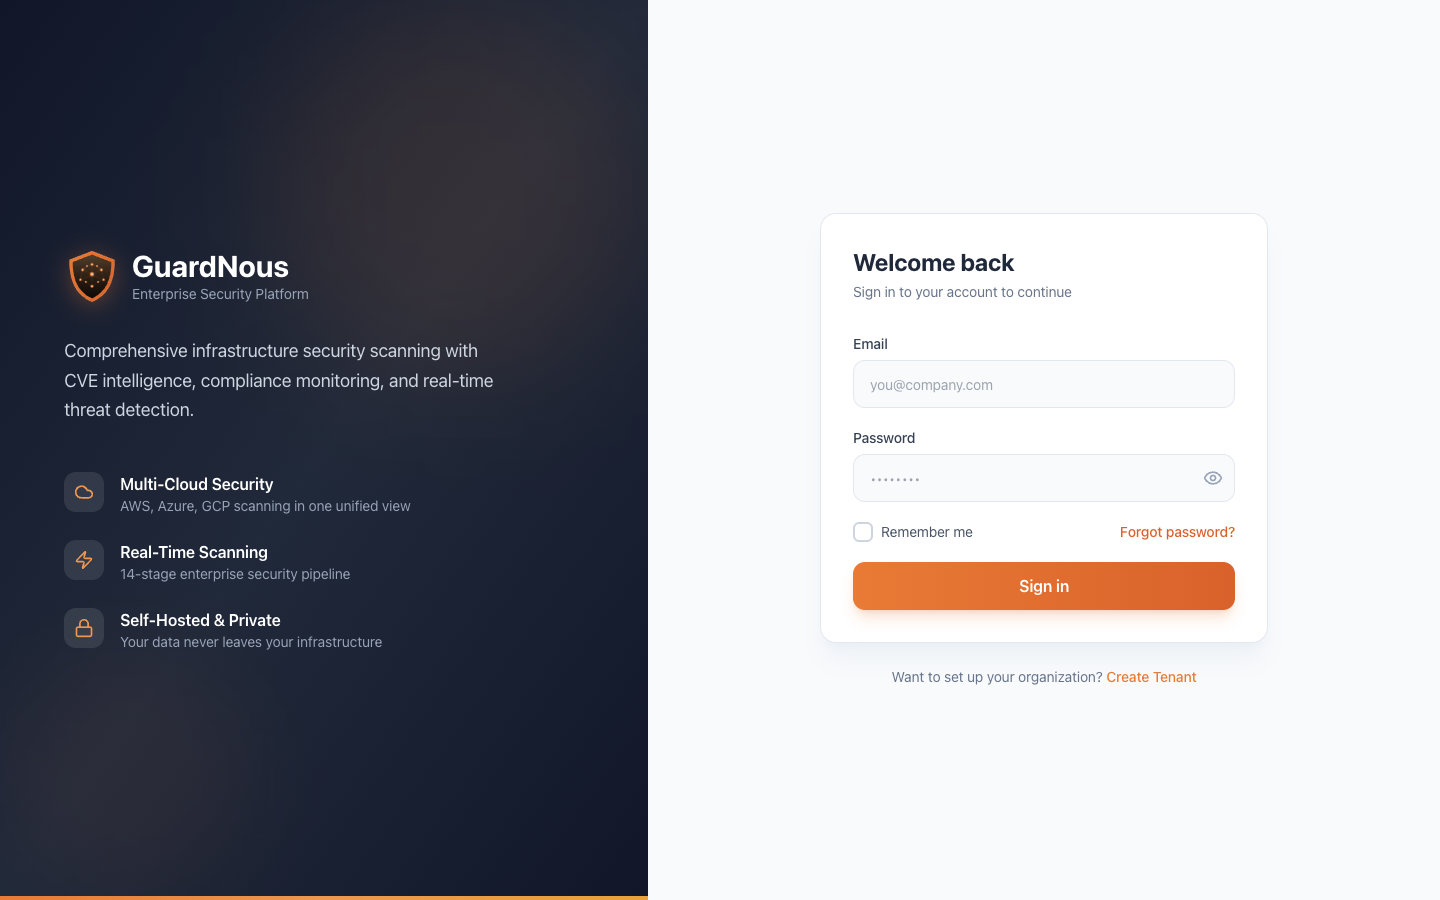 GuardNous
Enterprise Security Platform
Comprehensive infrastructure security scanning with
CVE intelligence, compliance monitoring, and real-time
threat detection.
Multi-Cloud Security
AWS, Azure, GCP scanning in one unified view
Real-Time Scanning
14-stage enterprise security pipeline
Self-Hosted & Private
Your data never leaves your infrastructure
Welcome back
Sign in to your account to continue
Email
you@company.com
Password
••••••••
Remember me
Forgot password?
Sign in
Want to set up your organization? Create Tenant